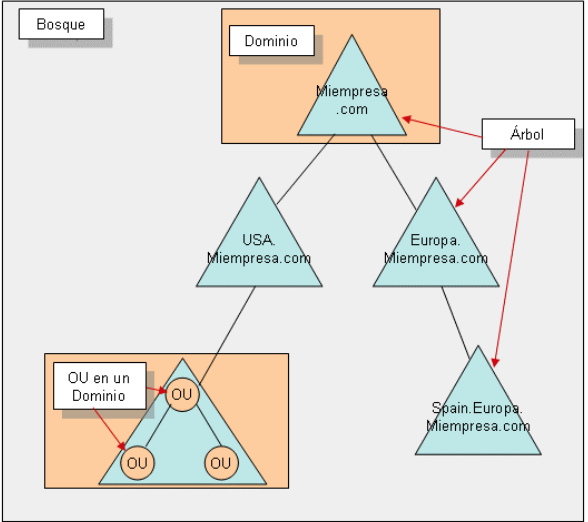 Bosque
Dominio
Miempresa
.com
Árbol
USA.
Miempresa.com
Europa.
Miempresa.com
OU en un
Dominio
OU
OU
OU
Spain.Europa.
Miempresa.com